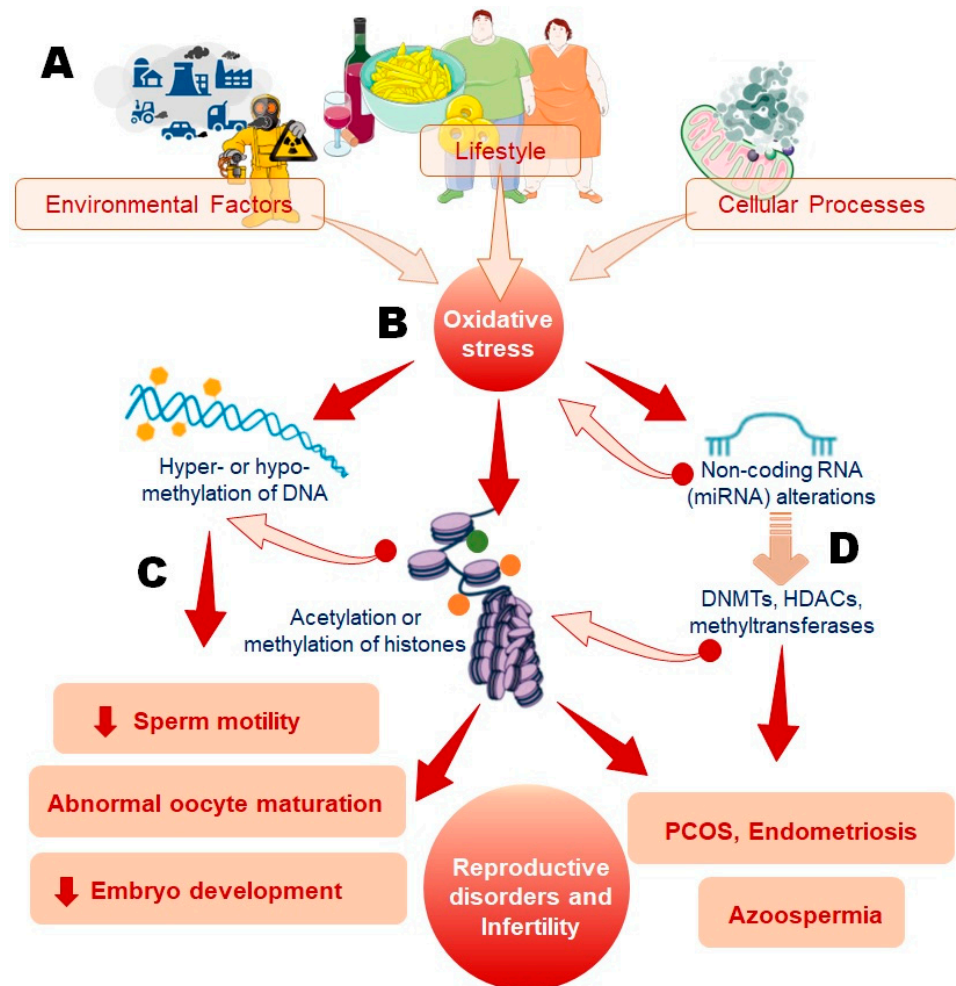 A
Environmental Factors
Lifestyle
Cellular Processes
B
Oxidative
stress
Hyper- or hypo-
methylation of DNA
Non-coding RNA
(miRNA) alterations
C
D
Acetylation or
methylation of histones
DNMTs, HDACs,
methyltransferases
Sperm motility
Abnormal oocyte maturation
Embryo development
Reproductive
disorders and
Infertility
PCOS, Endometriosis
Azoospermia